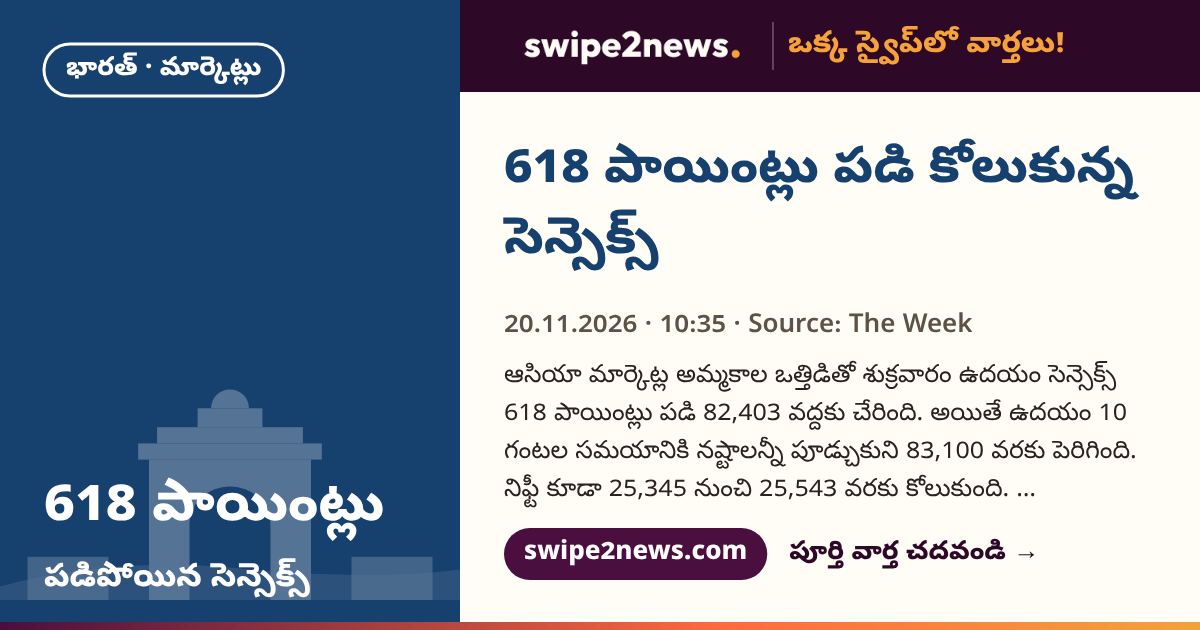 భారత్ · మార్కెట్లు
618 పాయింట్లు
పడిపోయిన సెన్సెక్స్
swipe2news.
ఒక్క స్వైప్‌లో వార్తలు!
618 పాయింట్లు పడి కోలుకున్న
సెన్సెక్స్
20.11.2026 · 10:35 · Source: The Week
ఆసియా మార్కెట్ల అమ్మకాల ఒత్తిడితో శుక్రవారం ఉదయం సెన్సెక్స్
618 పాయింట్లు పడి 82,403 వద్దకు చేరింది. అయితే ఉదయం 10
గంటల సమయానికి నష్టాలన్నీ పూడ్చుకుని 83,100 వరకు పెరిగింది.
నిఫ్టీ కూడా 25,345 నుంచి 25,543 వరకు కోలుకుంది. ...
swipe2news.com
పూర్తి వార్త చదవండి →